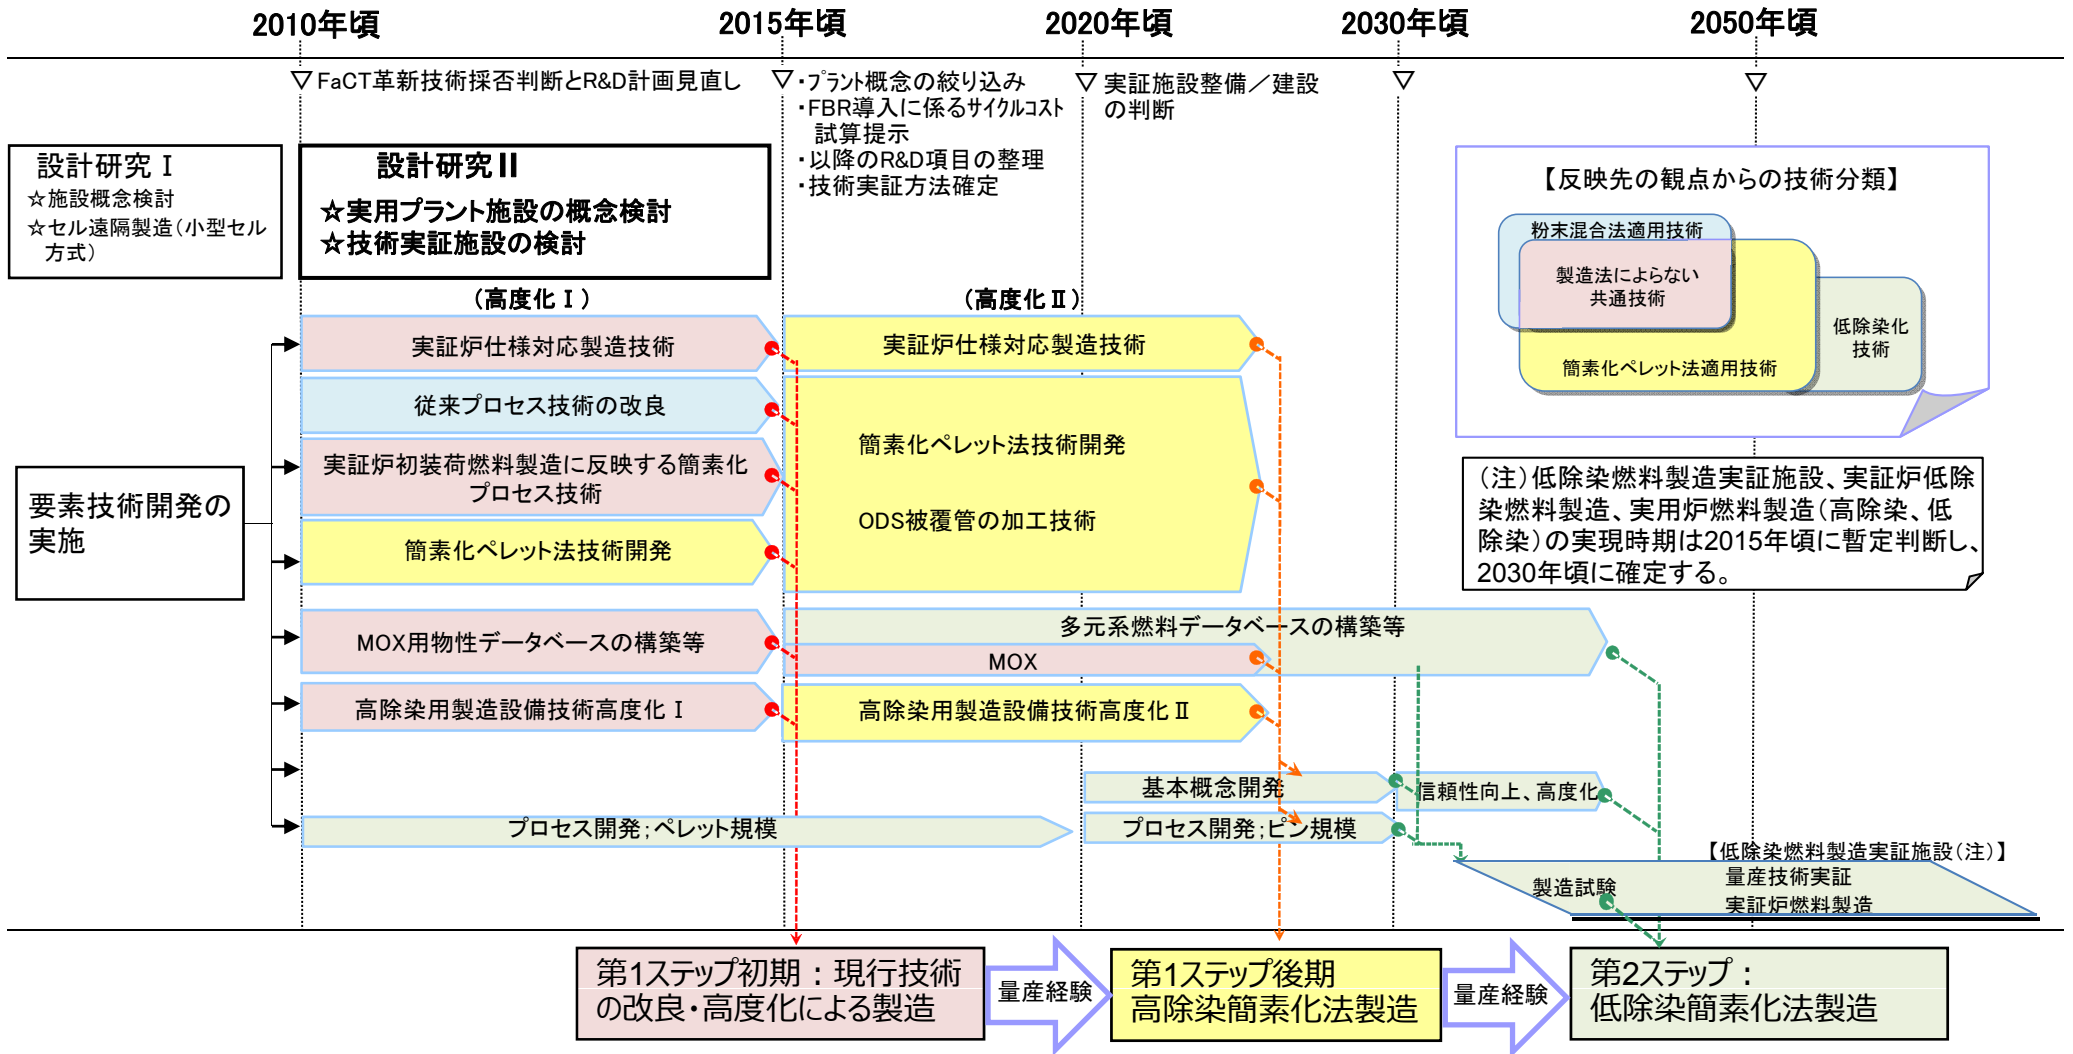 2010年頃
2015年頃
2020年頃
2030年頃
2050年頃
▽FaCT革新技術採否判断とR&D計画見直し
▽・プラント概念の絞り込み
・FBR導入に係るサイクルコスト
試算提示
・以降のR&D項目の整理
・技術実証方法確定
▽実証施設整備／建設
の判断
▽
▽
設計研究Ⅰ
☆施設概念検討
☆セル遠隔製造（小型セル
方式）
設計研究Ⅱ
☆実用プラント施設の概念検討
☆技術実証施設の検討
【反映先の観点からの技術分類】
粉末混合法適用技術
製造法によらない
共通技術
簡素化ペレット法適用技術
低除染化
技術
（高度化Ⅰ）
（高度化Ⅱ）
要素技術開発の
実施
実証炉仕様対応製造技術
実証炉仕様対応製造技術
従来プロセス技術の改良
実証炉初装荷燃料製造に反映する簡素化
プロセス技術
簡素化ペレット法技術開発
簡素化ペレット法技術開発
ODS被覆管の加工技術
（注）低除染燃料製造実証施設、実証炉低除
染燃料製造、実用炉燃料製造（高除染、低
除染）の実現時期は2015年頃に暫定判断し、
2030年頃に確定する。
MOX用物性データベースの構築等
多元系燃料データベースの構築等
MOX
高除染用製造設備技術高度化Ⅰ
高除染用製造設備技術高度化Ⅱ
基本概念開発
信頼性向上、高度化
プロセス開発；ペレット規模
プロセス開発；ピン規模
【低除染燃料製造実証施設（注）】
製造試験
量産技術実証
実証炉燃料製造
第1ステップ初期：現行技術
の改良・高度化による製造
量産経験
第1ステップ後期
高除染簡素化法製造
量産経験
第2ステップ：
低除染簡素化法製造